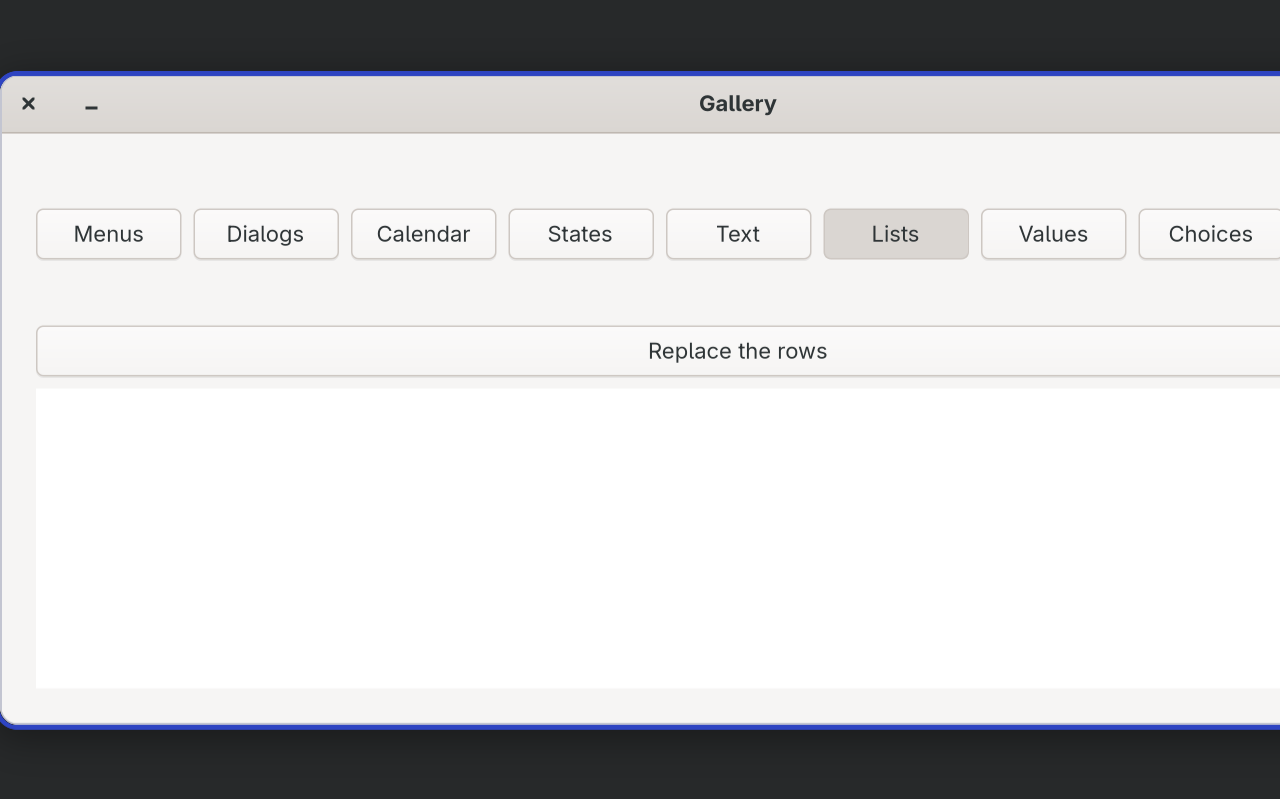 Gallery
Menus Dialogs Calendar States Text Lists Values Choices
Replace the rows